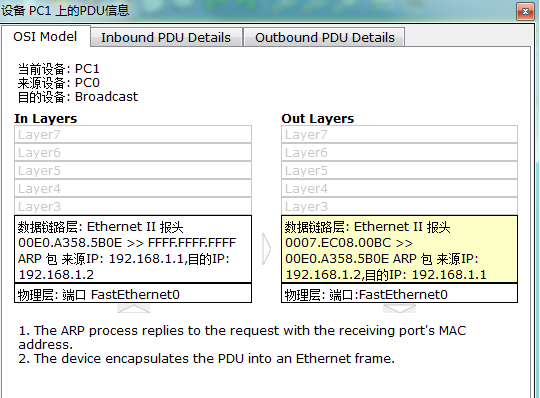 设备 PC1 上的PDU信息
OSI Model
Inbound PDU Details
Outbound PDU Details
当前设备: PC1
来源设备: PC0
目的设备: Broadcast
In Layers
Layer7
Layer6
Layer5
Layer4
Layer3
数据链路层: Ethernet II 报头
00E0.A358.5B0E >> FFFF.FFFF.FFFF
ARP 包 来源IP: 192.168.1.1,目的IP:
192.168.1.2
物理层: 端口 FastEthernet0
Out Layers
Layer7
Layer6
Layer5
Layer4
Layer3
数据链路层: Ethernet II 报头
0007.EC08.00BC >>
00E0.A358.5B0E ARP 包 来源IP:
192.168.1.2,目的IP: 192.168.1.1
物理层: 端口:FastEthernet0
1. The ARP process replies to the request with the receiving port's MAC
address.
2. The device encapsulates the PDU into an Ethernet frame.